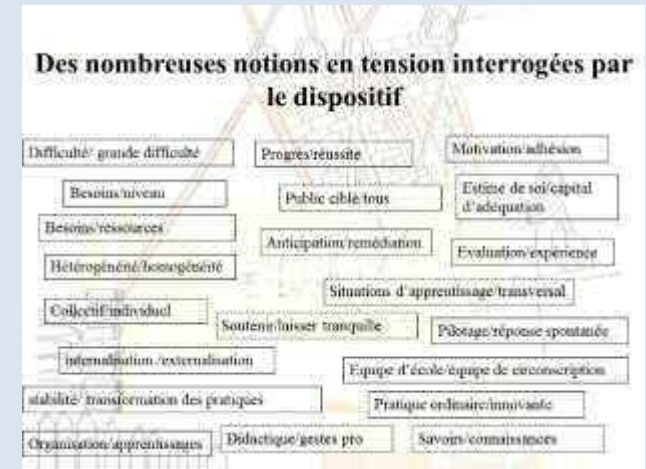 Des nombreuses notions en tension interrogées par
le dispositif
Difficulté/ grande difficulté
Progrès/réussite
Motivation/adhésion
Besoins/niveau
Public cible/tous
Estime de soi/capital
d'adéquation
Besoins/ressources
Anticipation/remédiation
Evaluation/expérience
Hétérogénéité/homogénéité
Situations d'apprentissage/transversal
Collectif/individuel
Soutenir/laisser tranquille
Pilotage/réponse spontanée
internalisation /externalisation
Equipe d'école/équipe de circonscription
stabilité/ transformation des pratiques
Pratique ordinaire/innovante
Organisation/apprentissages
Didactique/gestes pro
Savoirs/connaissances